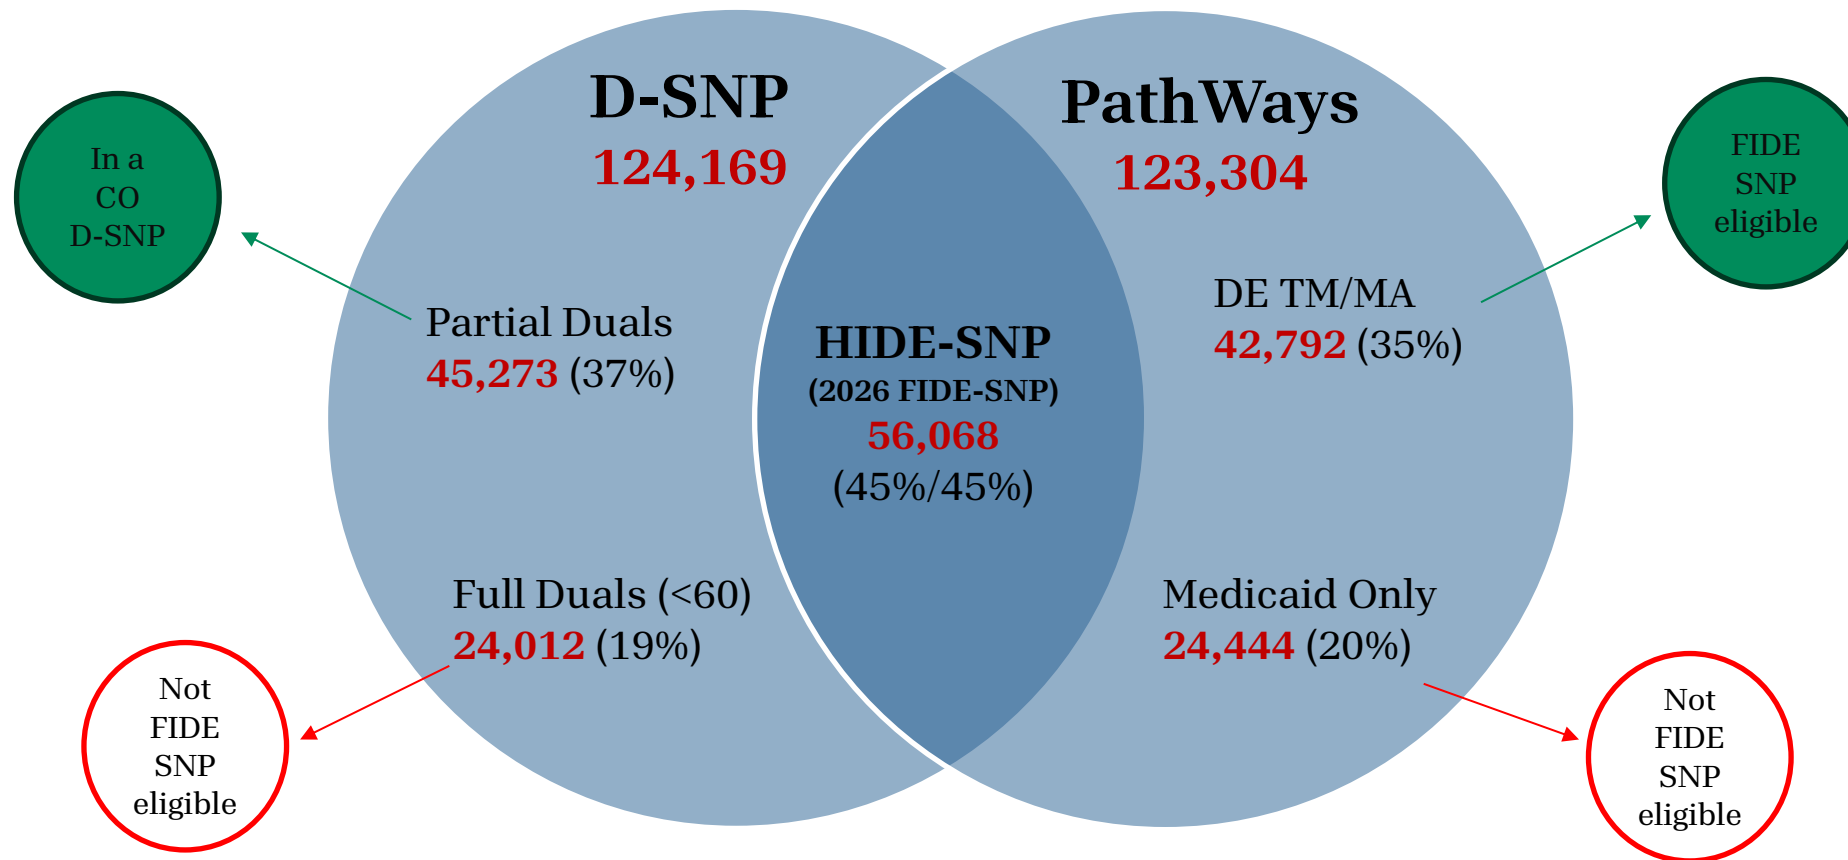 D-SNP
124,169
PathWays
123,304
In a
CO
D-SNP
FIDE
SNP
eligible
Partial Duals
45,273 (37%)
HIDE-SNP
(2026 FIDE-SNP)
56,068
(45%/45%)
DE TM/MA
42,792 (35%)
Full Duals (<60)
24,012 (19%)
Medicaid Only
24,444 (20%)
Not
FIDE
SNP
eligible
Not
FIDE
SNP
eligible